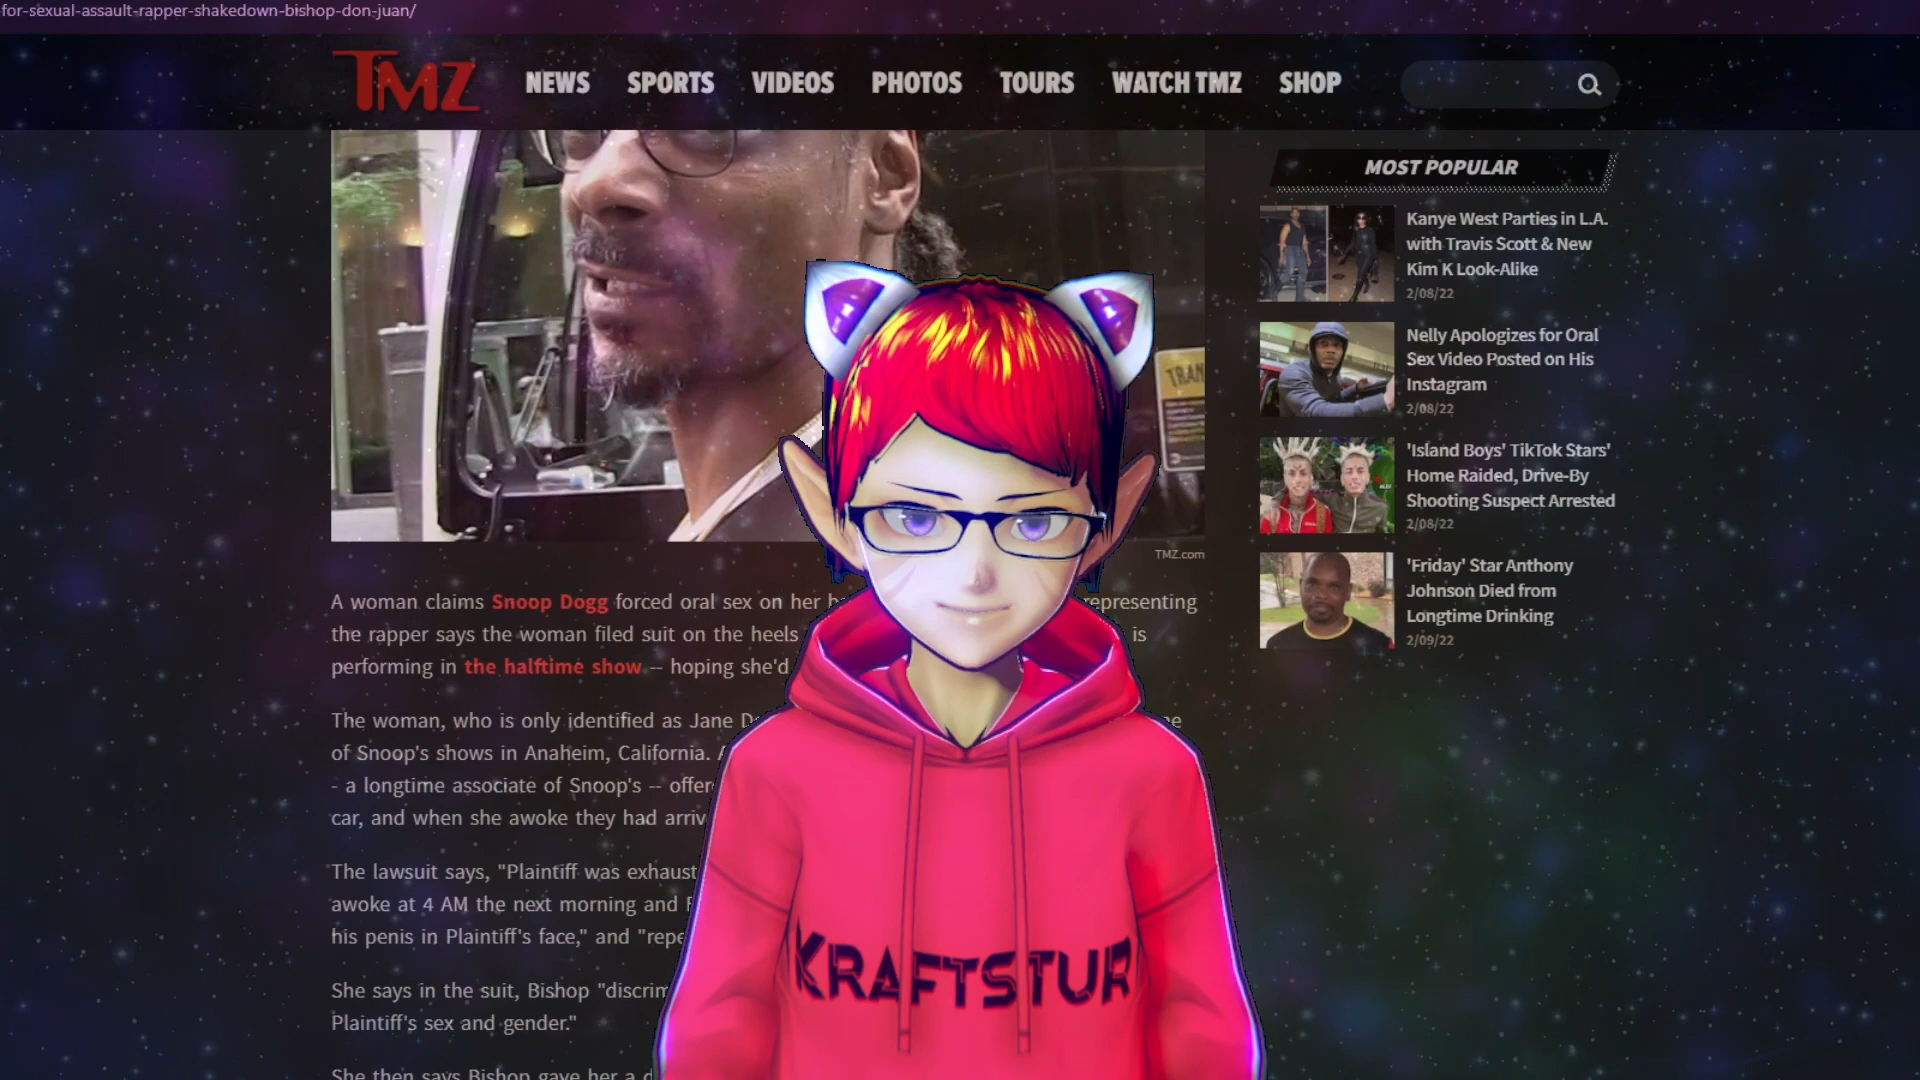 for-sexual-assault-rapper-shakedown-bishop-don-juan/
TMZ
NEWS SPORTS VIDEOS PHOTOS TOURS WATCH TMZ SHOP
MOST POPULAR
Kanye West Parties in L.A.
with Travis Scott & New
Kim K Look-Alike
2/08/22
Nelly Apologizes for Oral
Sex Video Posted on His
Instagram
2/08/22
'Island Boys' TikTok Stars'
Home Raided, Drive-By
Shooting Suspect Arrested
2/08/22
'Friday' Star Anthony
Johnson Died from
Longtime Drinking
2/09/22
TRAN
TMZ.com
A woman claims Snoop Dogg forced oral sex on her representing
the rapper says the woman filed suit on the heels is
performing in the halftime show -- hoping she'd
The woman, who is only identified as Jane
of Snoop's shows in Anaheim, California.
- a longtime associate of Snoop's --
car, and when she awoke they had
The lawsuit says, "Plaintiff was
awoke at 4 AM the next morning and
his penis in Plaintiff's face," and
She says in the suit, Bishop
Plaintiff's sex and gender."
She then says Bishop gave her a
KRAFTSTUR